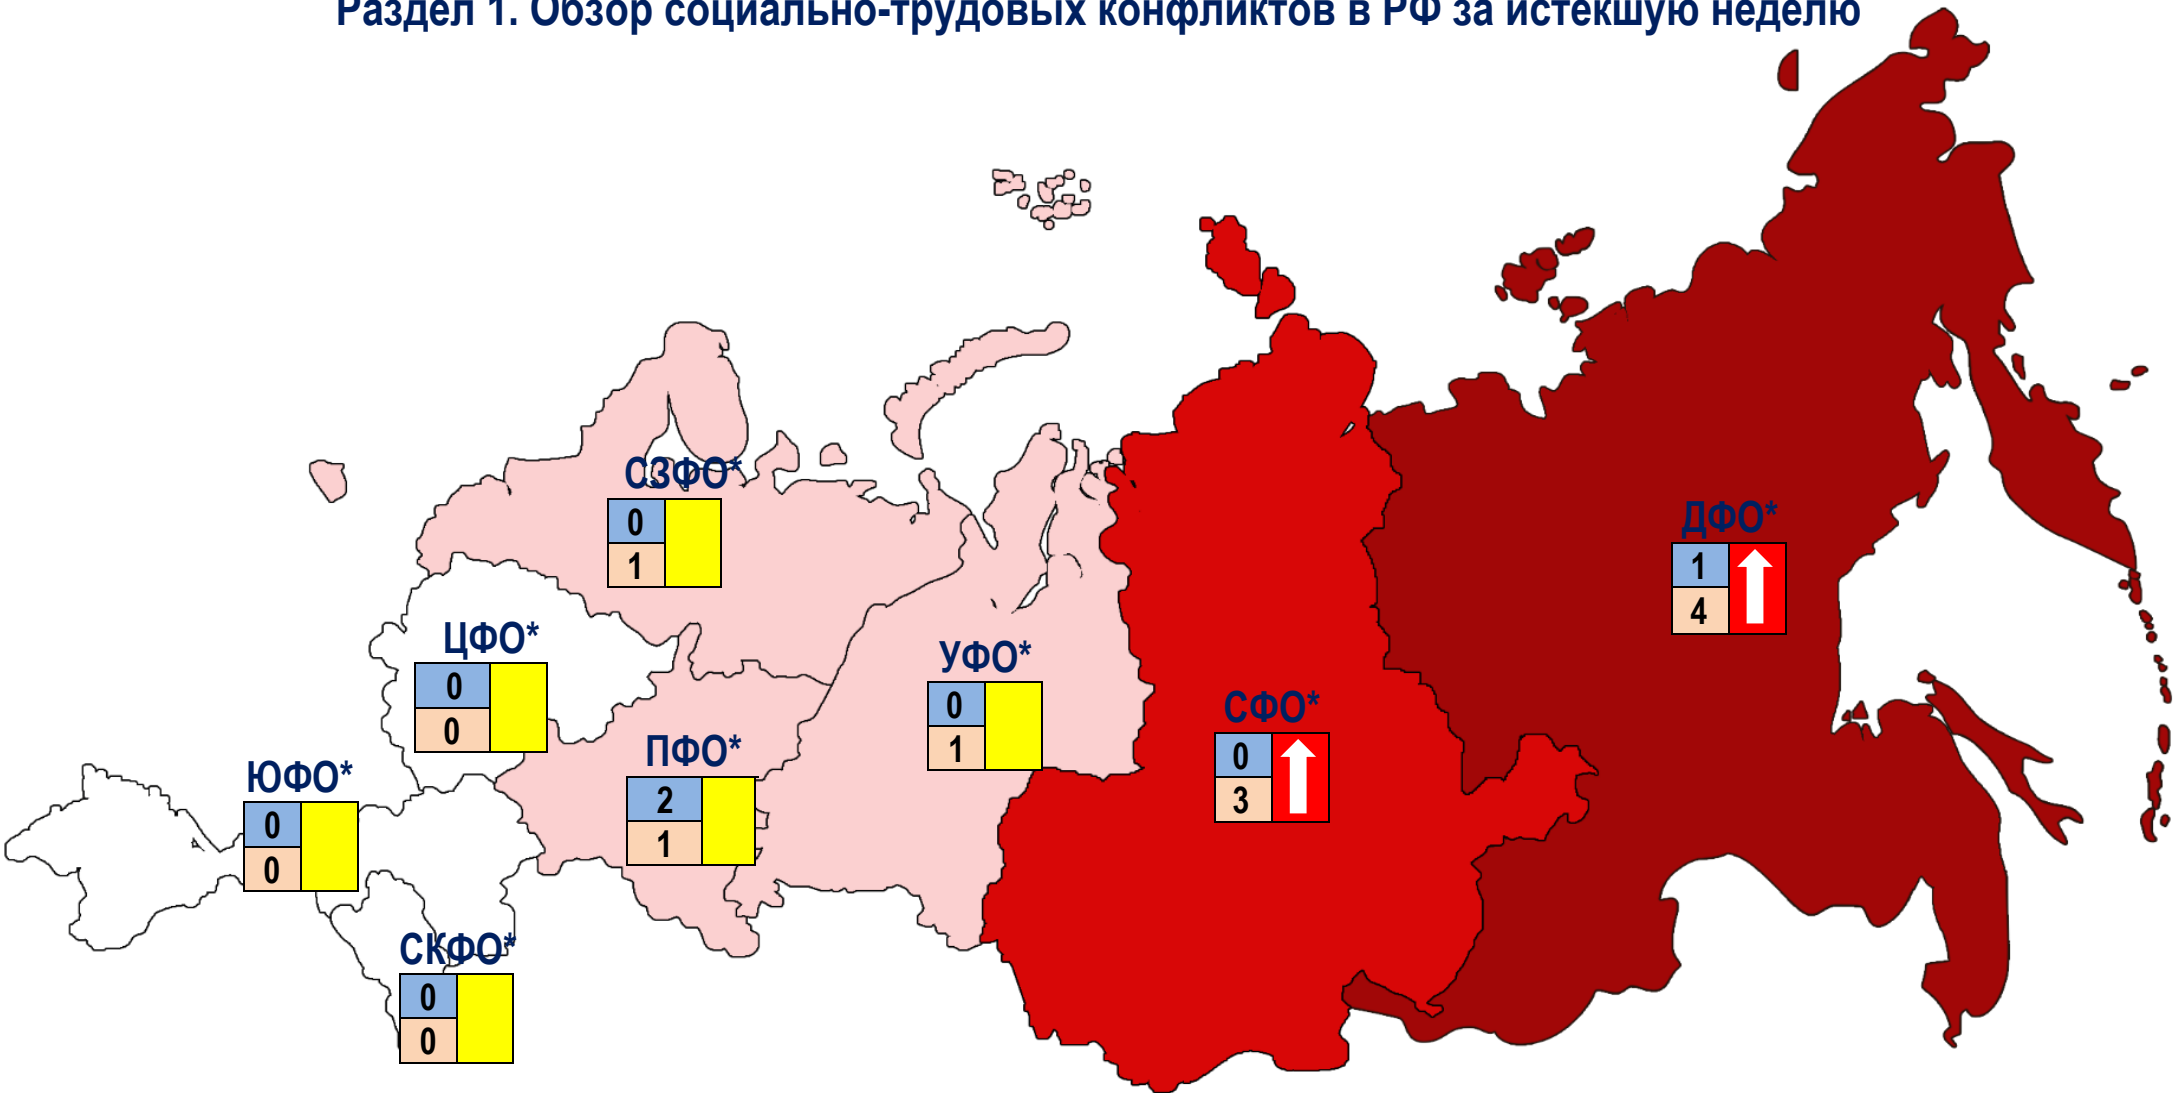 Раздел 1. Обзор социально-трудовых конфликтов в РФ за истекшую неделю
СЗФО*
0
1
ДФО*
1
4
ЦФО*
0
0
УФО*
0
1
СФО*
0
3
ПФО*
2
1
ЮФО*
0
0
СКФО*
0
0